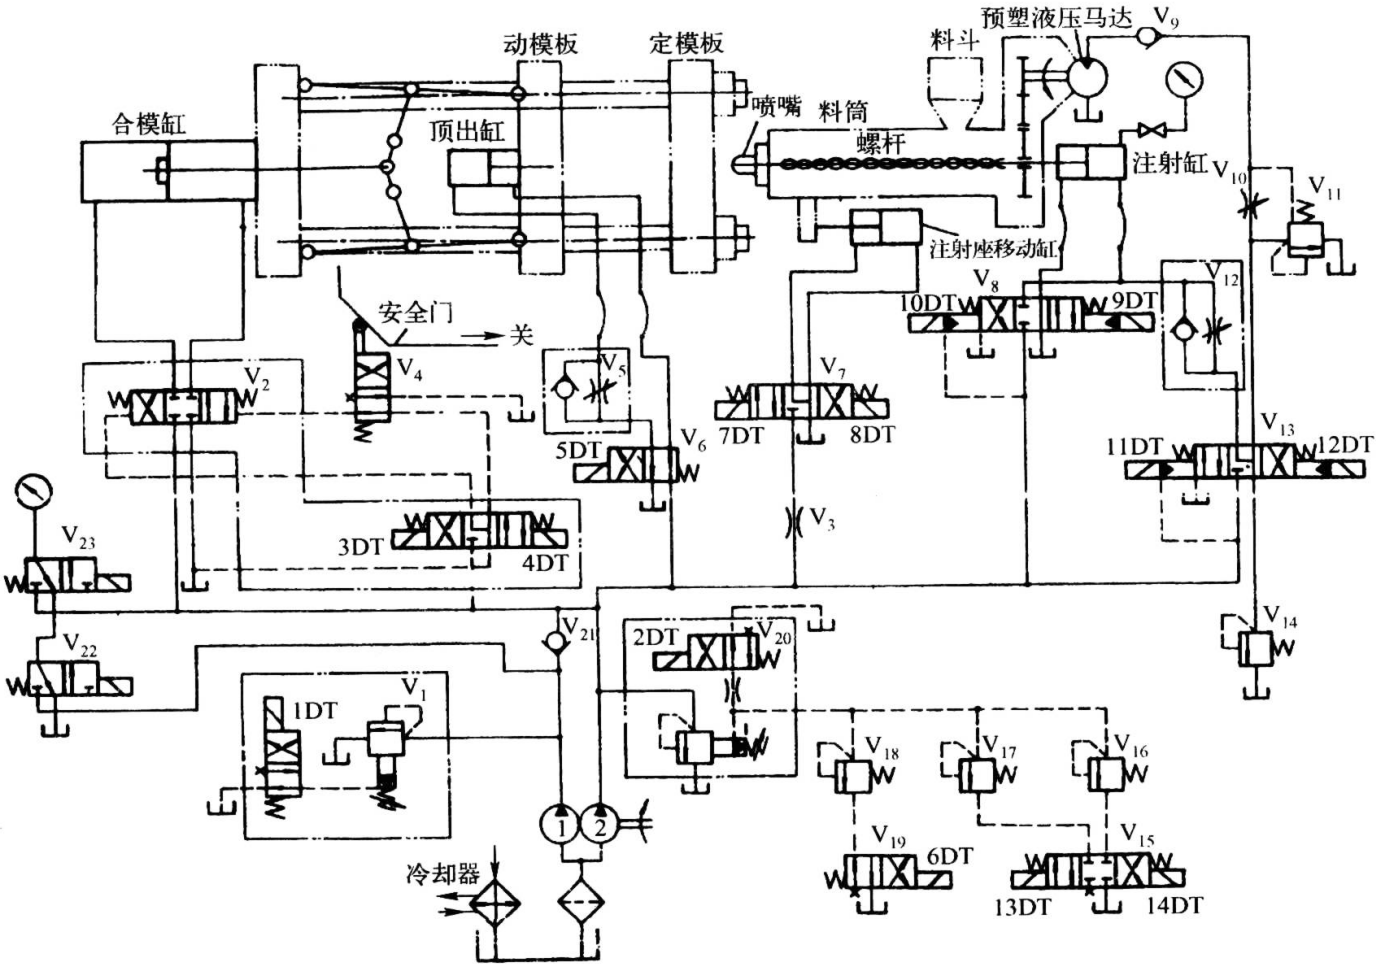 预塑液压马达
V9
动模板
定模板
料斗
合模缸
顶出缸
喷嘴
料筒
螺杆
注射缸
V10
V11
注射座移动缸
V8
V12
10DT
9DT
安全门
关
V2
V4
V5
V7
V6
5DT
7DT
8DT
V13
11DT
12DT
V23
V3
3DT
4DT
V22
V21
2DT
V20
V14
1DT
V1
V18
V17
V16
1
2
V19
V15
6DT
冷却器
13DT
14DT